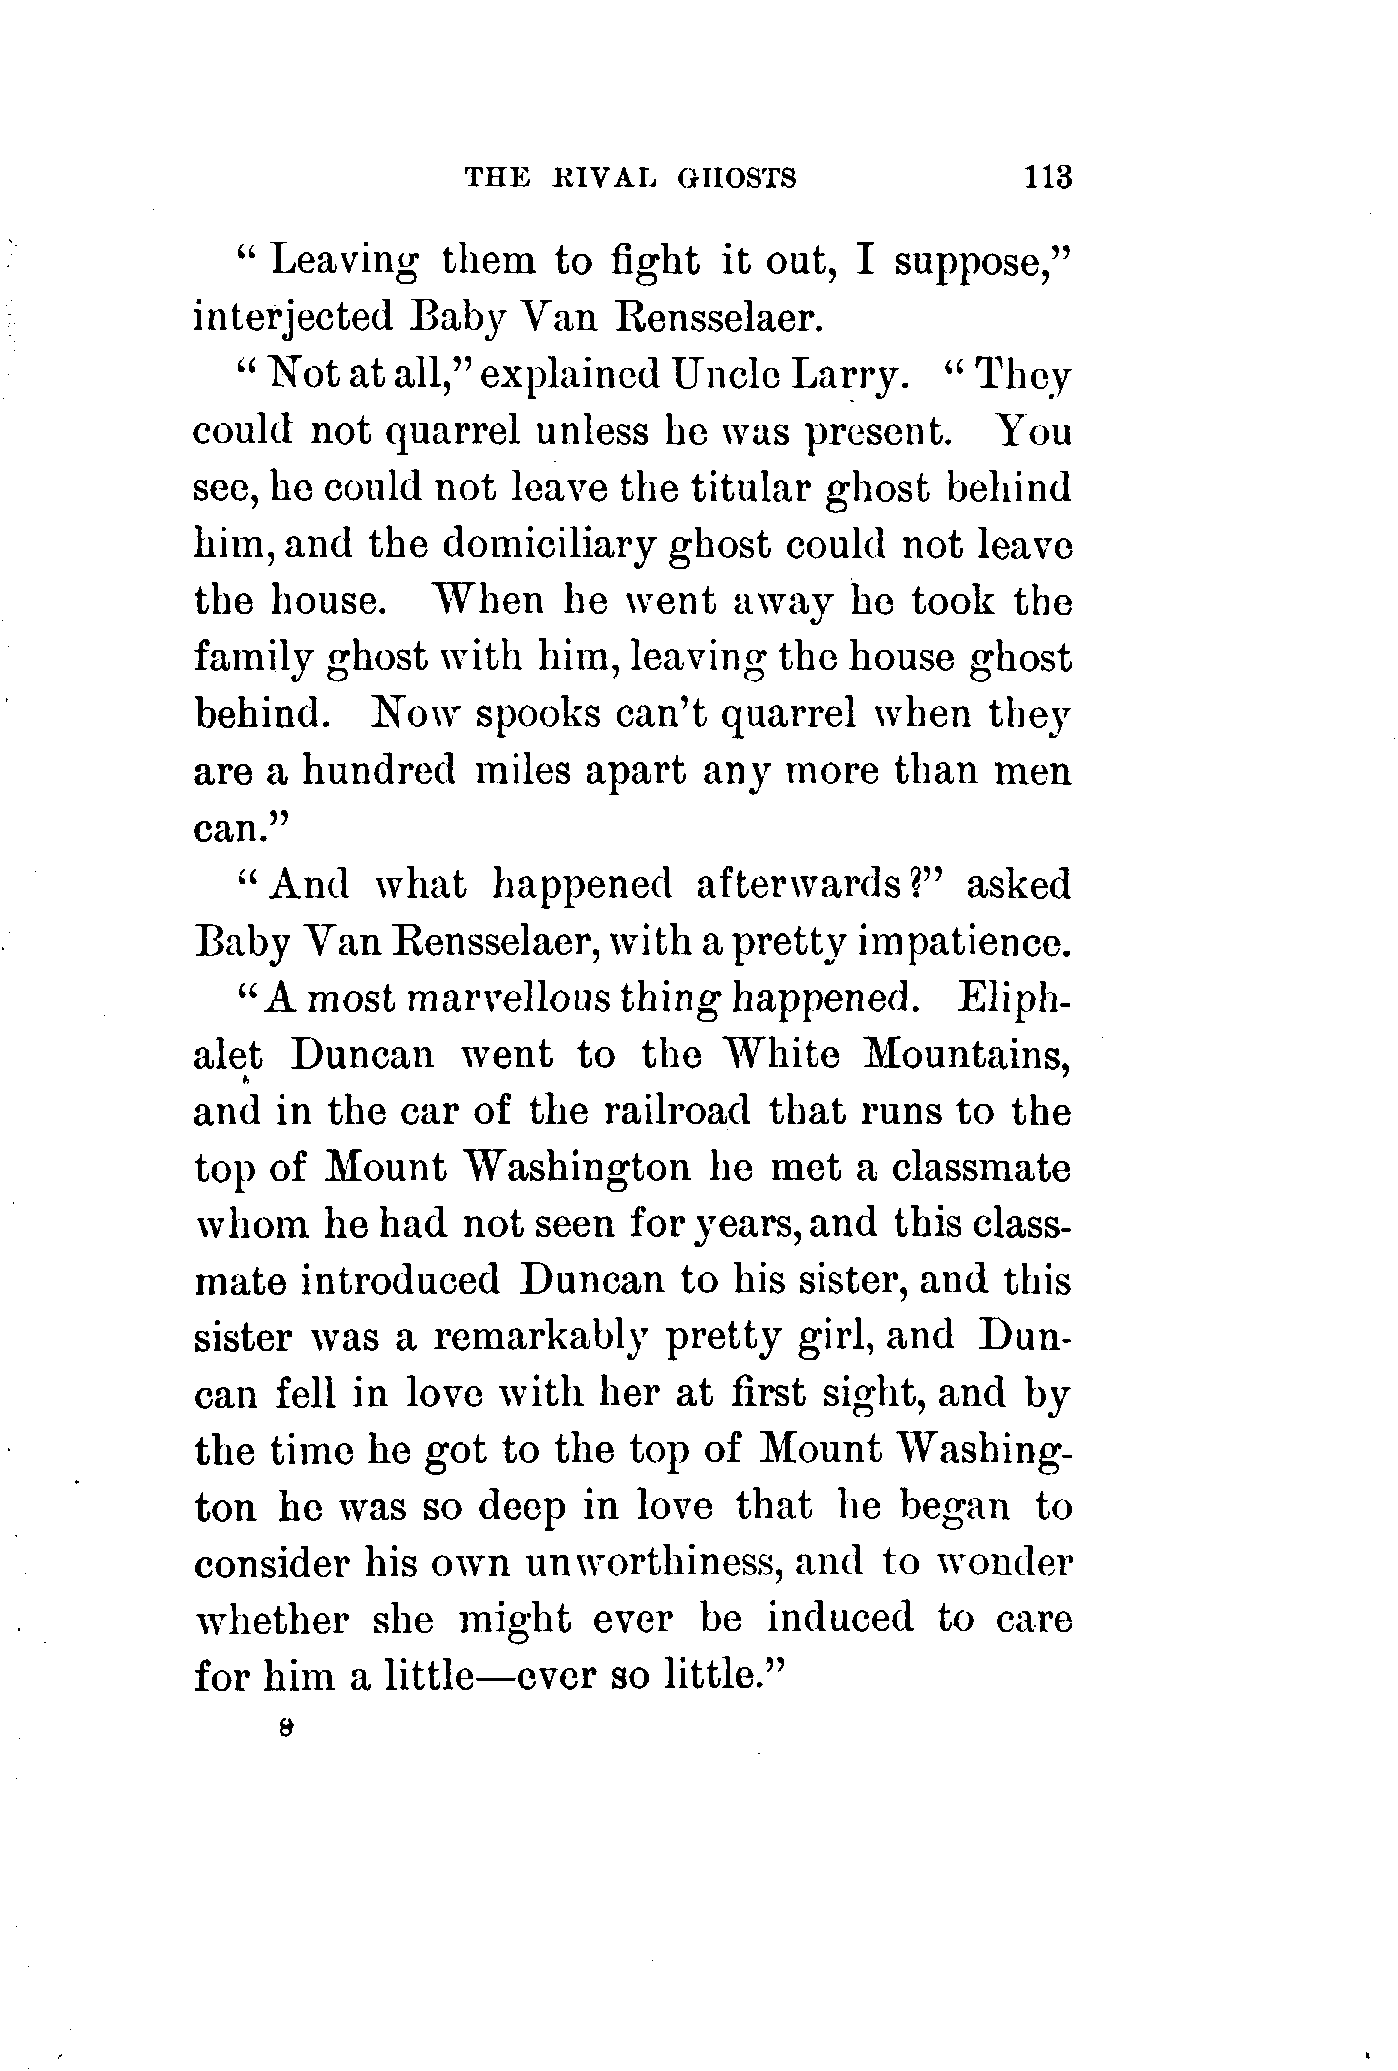 THE RIVAL GHOSTS 113
“ Leaving them to fight it out, I suppose,”
interjected Baby Van Rensselaer.
“ Not at all,” explained Uncle Larry. “ They
could not quarrel unless he was present. You
see, he could not leave the titular ghost behind
him, and the domiciliary ghost could not leave
the house. When he went away he took the
family ghost with him, leaving the house ghost
behind. Now spooks can’t quarrel when they
are a hundred miles apart any more than men
can.”
“ And what happened afterwards ?” asked
Baby Van Rensselaer, with a pretty impatience.
“ A most marvellous thing happened. Eliph-
alet Duncan went to the White Mountains,
and in the car of the railroad that runs to the
top of Mount Washington he met a classmate
whom he had not seen for years, and this class-
mate introduced Duncan to his sister, and this
sister was a remarkably pretty girl, and Dun-
can fell in love with her at first sight, and by
the time he got to the top of Mount Washing-
ton he was so deep in love that he began to
consider his own unworthiness, and to wonder
whether she might ever be induced to care
for him a little—ever so little.”
8